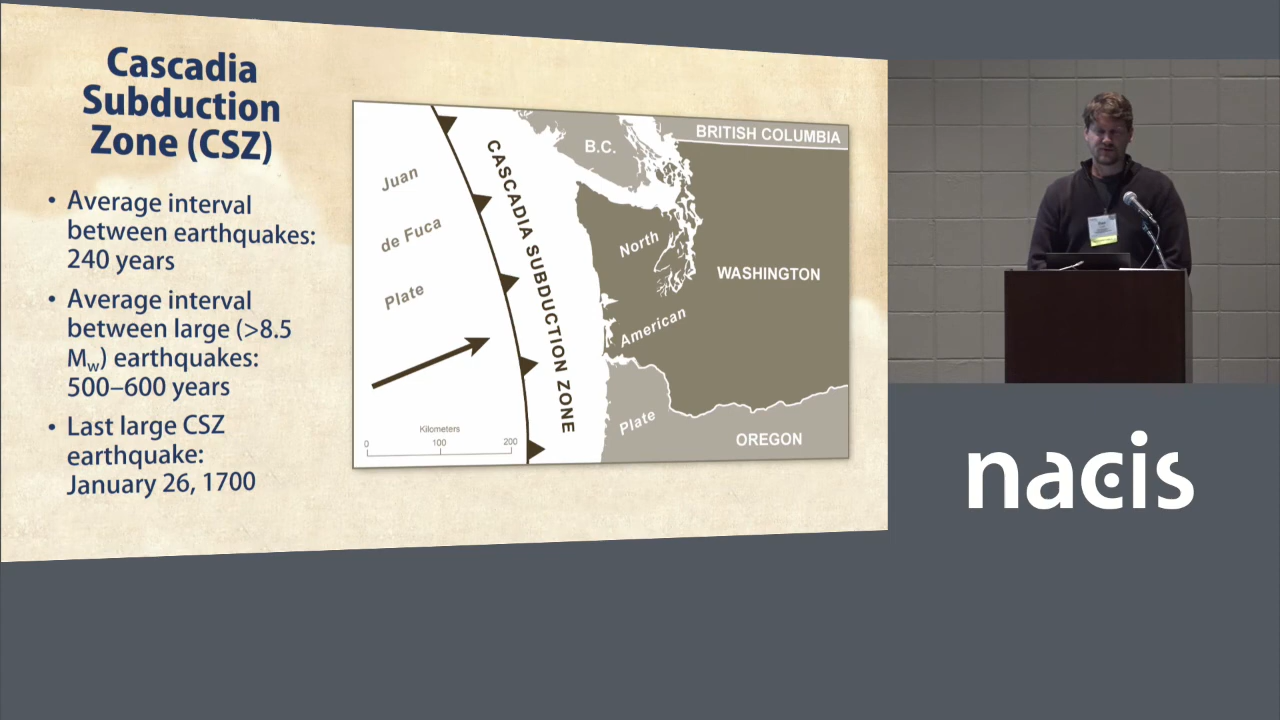 Cascadia
Subduction
Zone (CSZ)
• Average interval
between earthquakes:
240 years
• Average interval
between large (>8.5
Mw) earthquakes:
500–600 years
• Last large CSZ
earthquake:
January 26, 1700
BRITISH COLUMBIA
B.C.
Juan
de Fuca
Plate
CASCADIA SUBDUCTION ZONE
North
American
Plate
WASHINGTON
OREGON
Kilometers
0 100 200
nacis